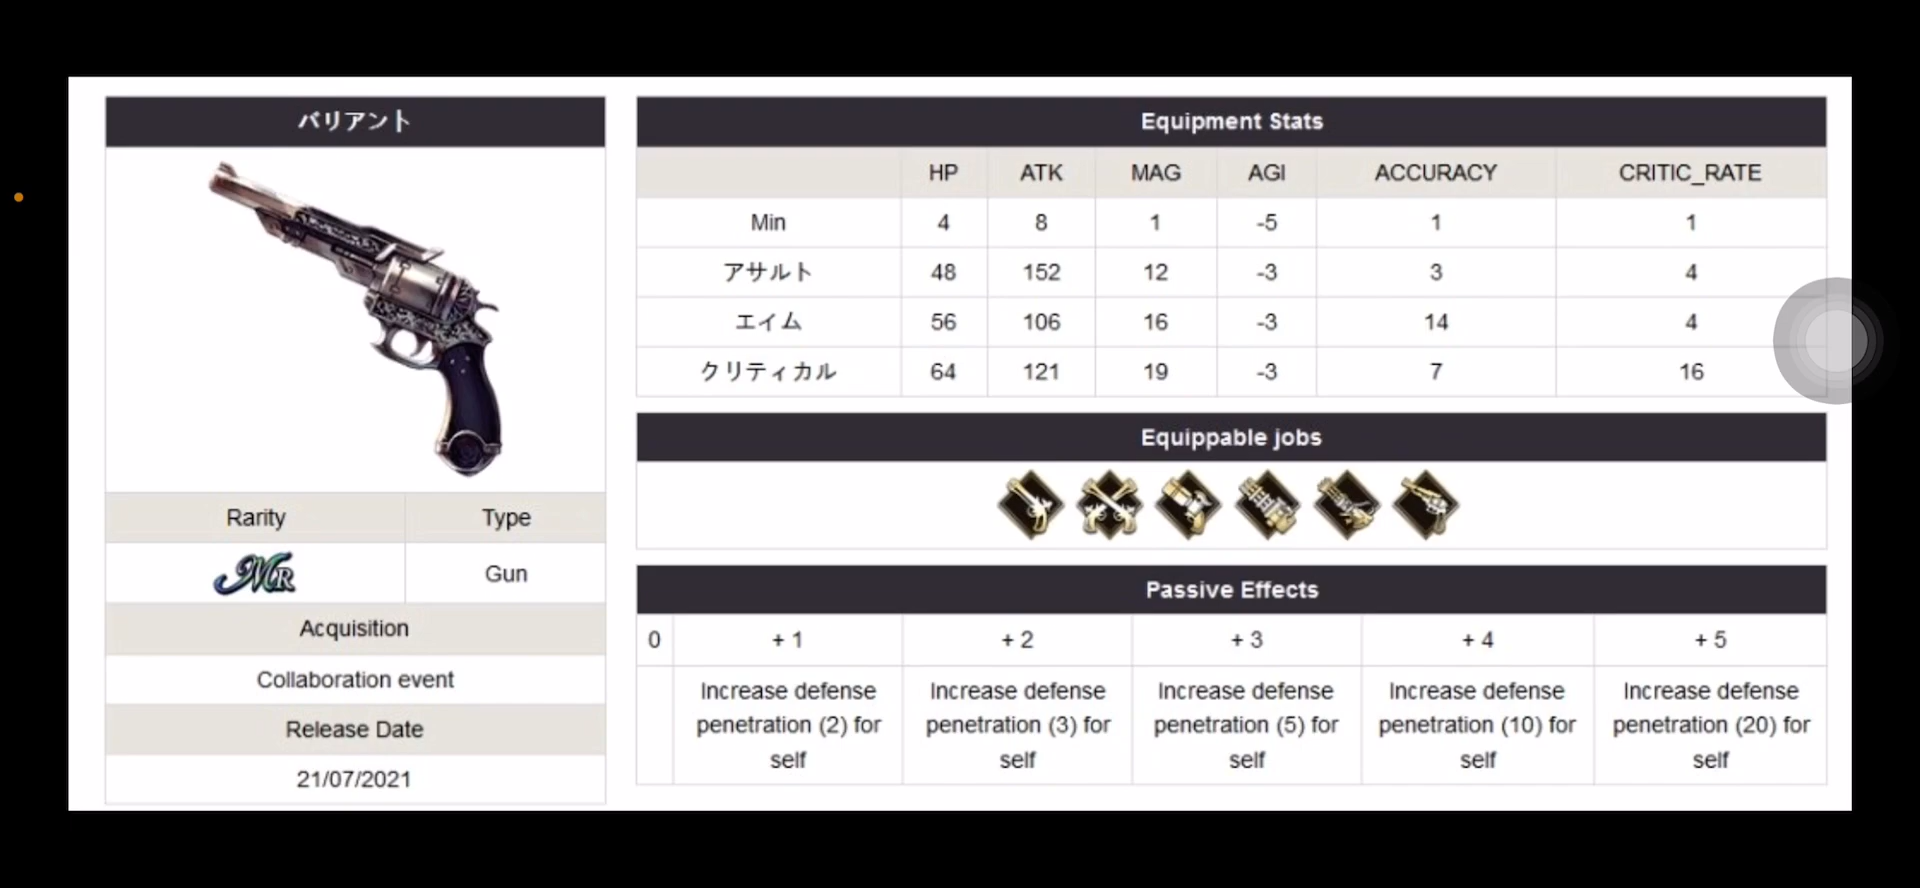 バリアント
Rarity Type
MR Gun
Acquisition
Collaboration event
Release Date
21/07/2021
Equipment Stats
HP ATK MAG AGI ACCURACY CRITIC_RATE
Min 4 8 1 -5 1 1
アサルト 48 152 12 -3 3 4
エイム 56 106 16 -3 14 4
クリティカル 64 121 19 -3 7 16
Equippable jobs
Passive Effects
0 + 1 + 2 + 3 + 4 + 5
Increase defense Increase defense Increase defense Increase defense Increase defense
penetration (2) for penetration (3) for penetration (5) for penetration (10) for penetration (20) for
self self self self self